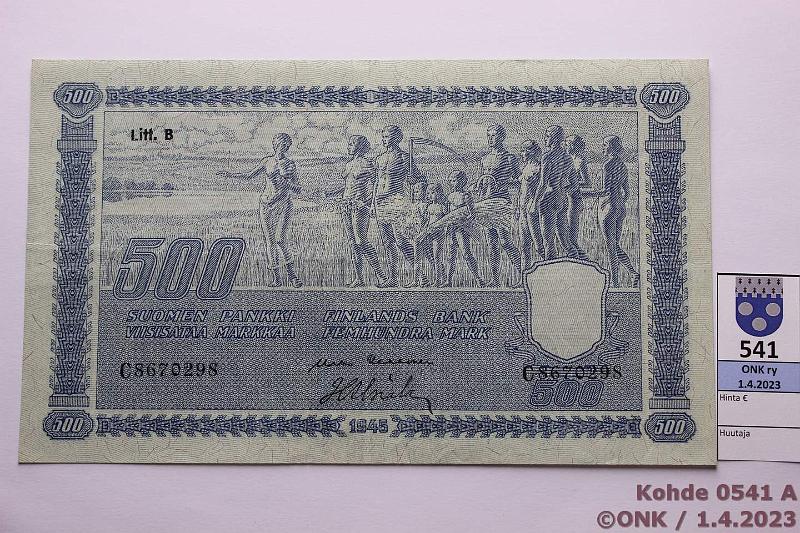 500 500
Litt. B
500
SUOMEN PANKKI FINLANDS BANK
VIISISATAA MARKKAA FEMHUNDRA MARK
C8670298 C8670298
500
500 1945 500
541
ONK ry
1.4.2023
Hinta €
Huutaja
Kohde 0541 A
©ONK / 1.4.2023